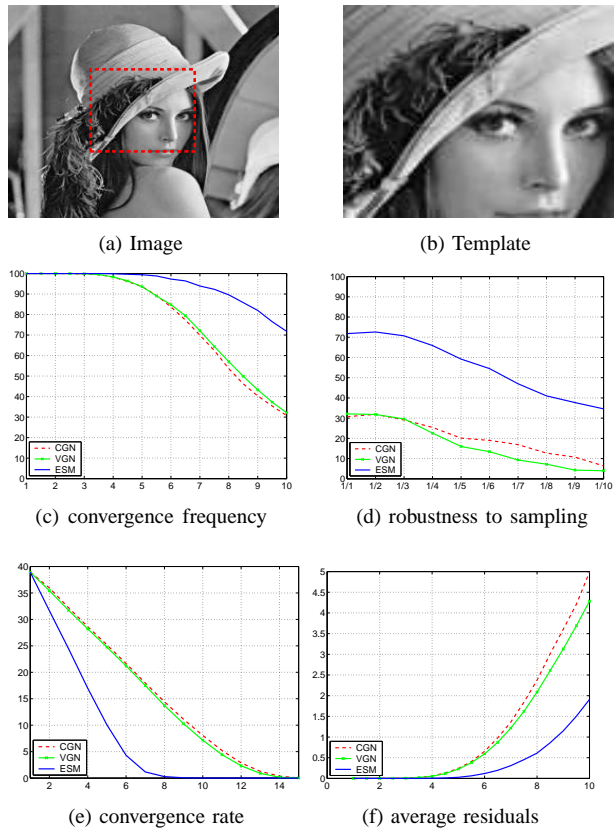 (a) Image
(b) Template
100
90
80
70
60
50
40
30
20
10
0
1 2 3 4 5 6 7 8 9 10
CGN
VGN
ESM
(c) convergence frequency
100
90
80
70
60
50
40
30
20
10
0
1/1 1/2 1/3 1/4 1/5 1/6 1/7 1/8 1/9 1/10
CGN
VGN
ESM
(d) robustness to sampling
40
35
30
25
20
15
10
5
0
2 4 6 8 10 12 14
CGN
VGN
ESM
(e) convergence rate
5
4.5
4
3.5
3
2.5
2
1.5
1
0.5
0
0 2 4 6 8 10
CGN
VGN
ESM
(f) average residuals